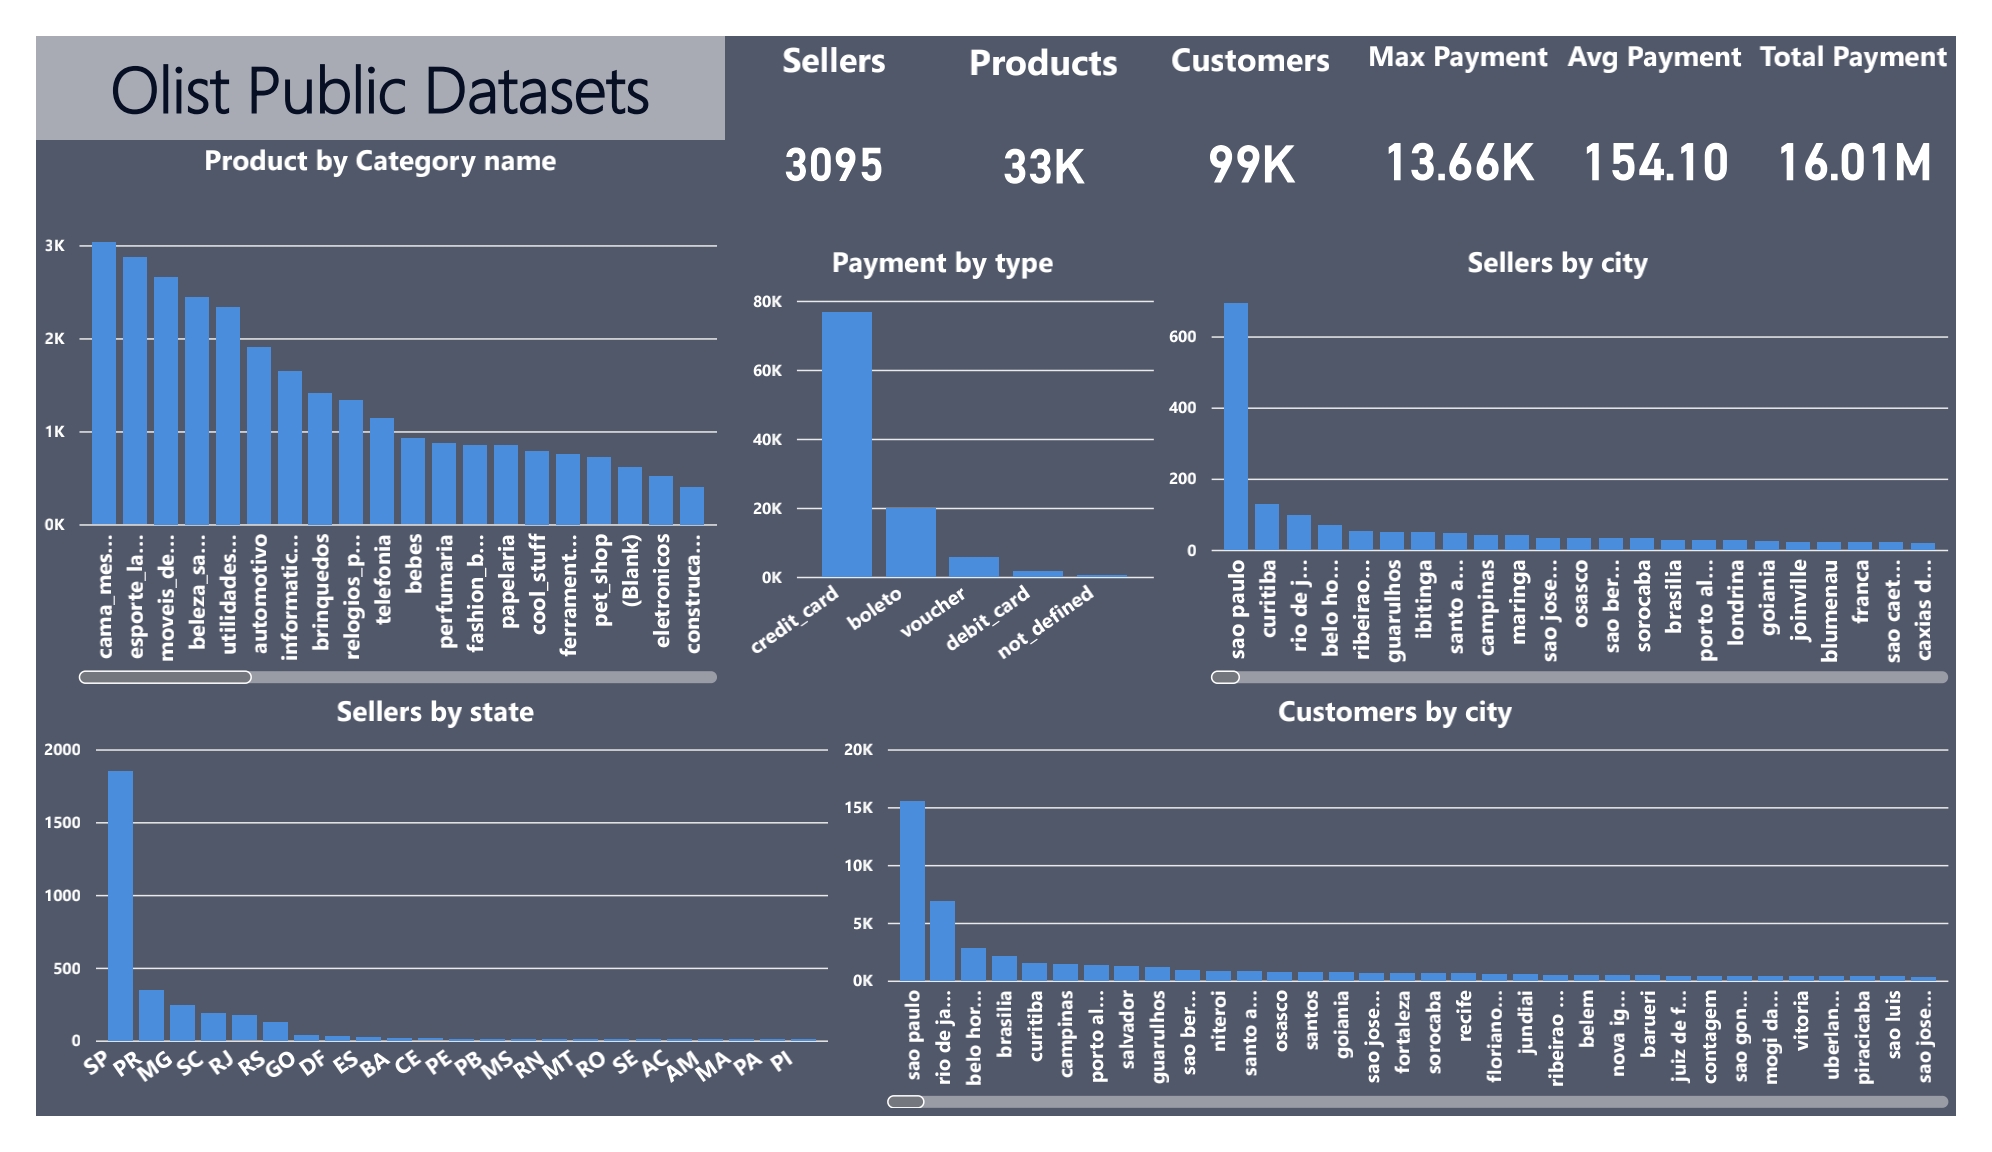 Olist Public Datasets
Sellers
Products
Customers
Max Payment
Avg Payment
Total Payment
3095
33K
99K
13.66K
154.10
16.01M
Product by Category name
3K
2K
1K
0K
cama_mes...
esporte_la...
moveis_de...
beleza_sa...
utilidades...
automotivo
informatic...
brinquedos
relogios_p...
telefonia
bebes
perfumaria
fashion_b...
papelaria
cool_stuff
ferrament...
pet_shop
(Blank)
eletronicos
construca...
Payment by type
80K
60K
40K
20K
0K
credit_card
boleto
voucher
debit_card
not_defined
Sellers by city
600
400
200
0
sao paulo
curitiba
rio de j...
belo ho...
ribeirao...
guarulhos
ibitinga
santo a...
campinas
maringa
sao jose...
osasco
sao ber...
sorocaba
brasilia
porto al...
londrina
goiania
joinville
blumenau
franca
sao caet...
caxias d...
Sellers by state
2000
1500
1000
500
0
SP
PR
MG
SC
RJ
RS
GO
DF
ES
BA
CE
PE
PB
MS
RN
MT
RO
SE
AC
AM
MA
PA
PI
Customers by city
20K
15K
10K
5K
0K
sao paulo
rio de ja...
belo hor...
brasilia
curitiba
campinas
porto al...
salvador
guarulhos
sao ber...
niteroi
santo a...
osasco
santos
goiania
sao jose...
fortaleza
sorocaba
recife
floriano...
jundiai
ribeirao ...
belem
nova ig...
barueri
juiz de f...
contagem
sao gon...
mogi da...
vitoria
uberlan...
piracicaba
sao luis
sao jose...